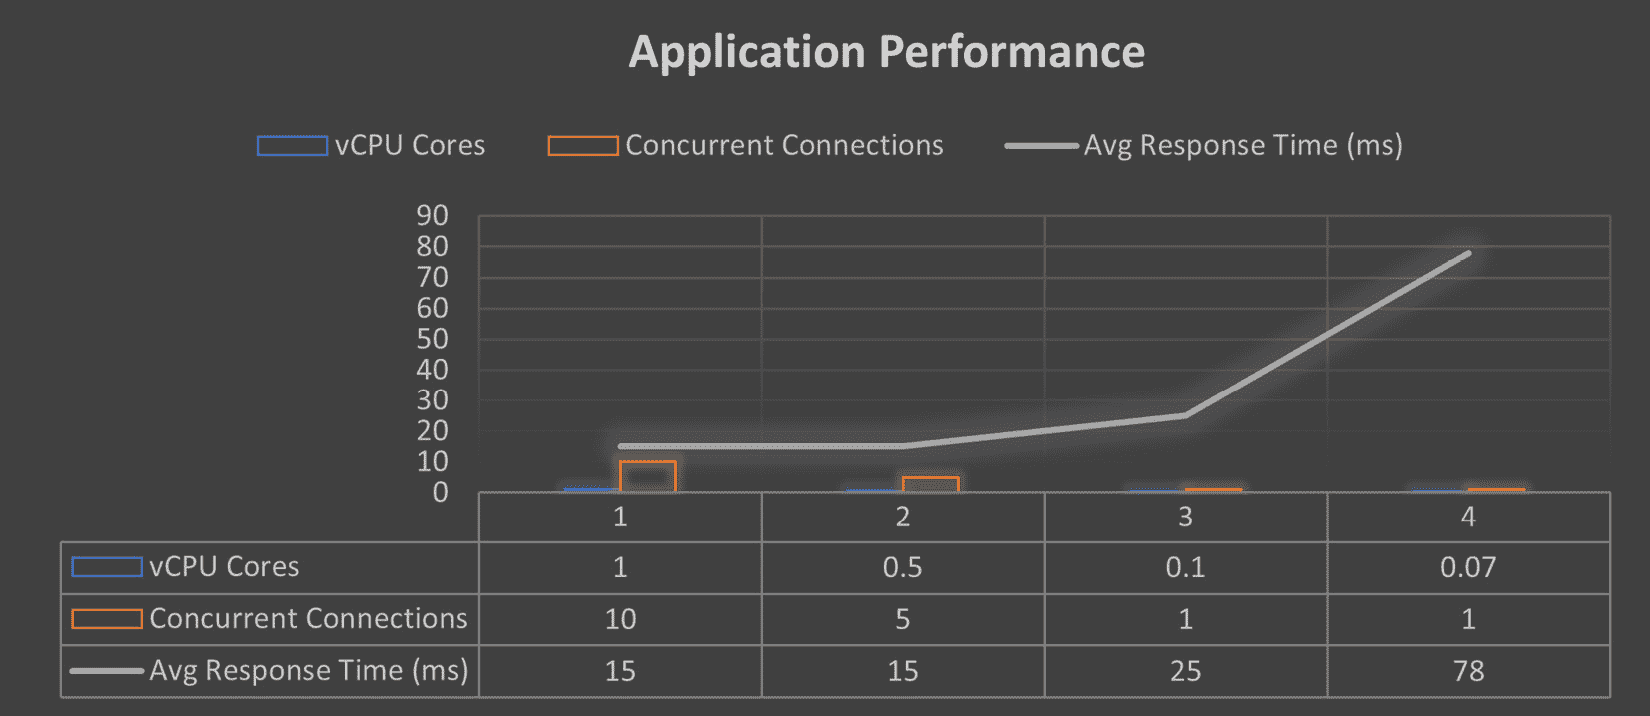 Application Performance
vCPU Cores Concurrent Connections Avg Response Time (ms)
90
80
70
60
50
40
30
20
10
0
1 2 3 4
vCPU Cores 1 0.5 0.1 0.07
Concurrent Connections 10 5 1 1
Avg Response Time (ms) 15 15 25 78